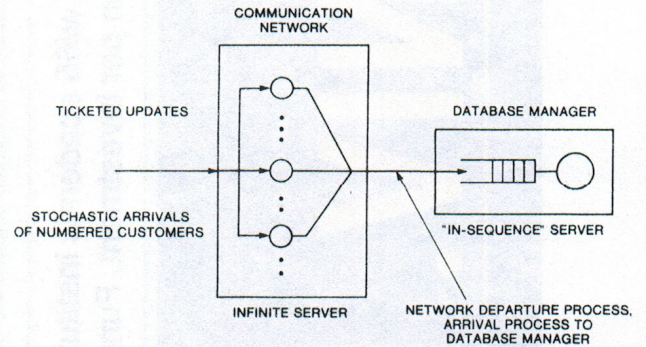 COMMUNICATION
NETWORK
TICKETED UPDATES
DATABASE MANAGER
STOCHASTIC ARRIVALS
OF NUMBERED CUSTOMERS
"IN-SEQUENCE" SERVER
INFINITE SERVER
NETWORK DEPARTURE PROCESS,
ARRIVAL PROCESS TO
DATABASE MANAGER